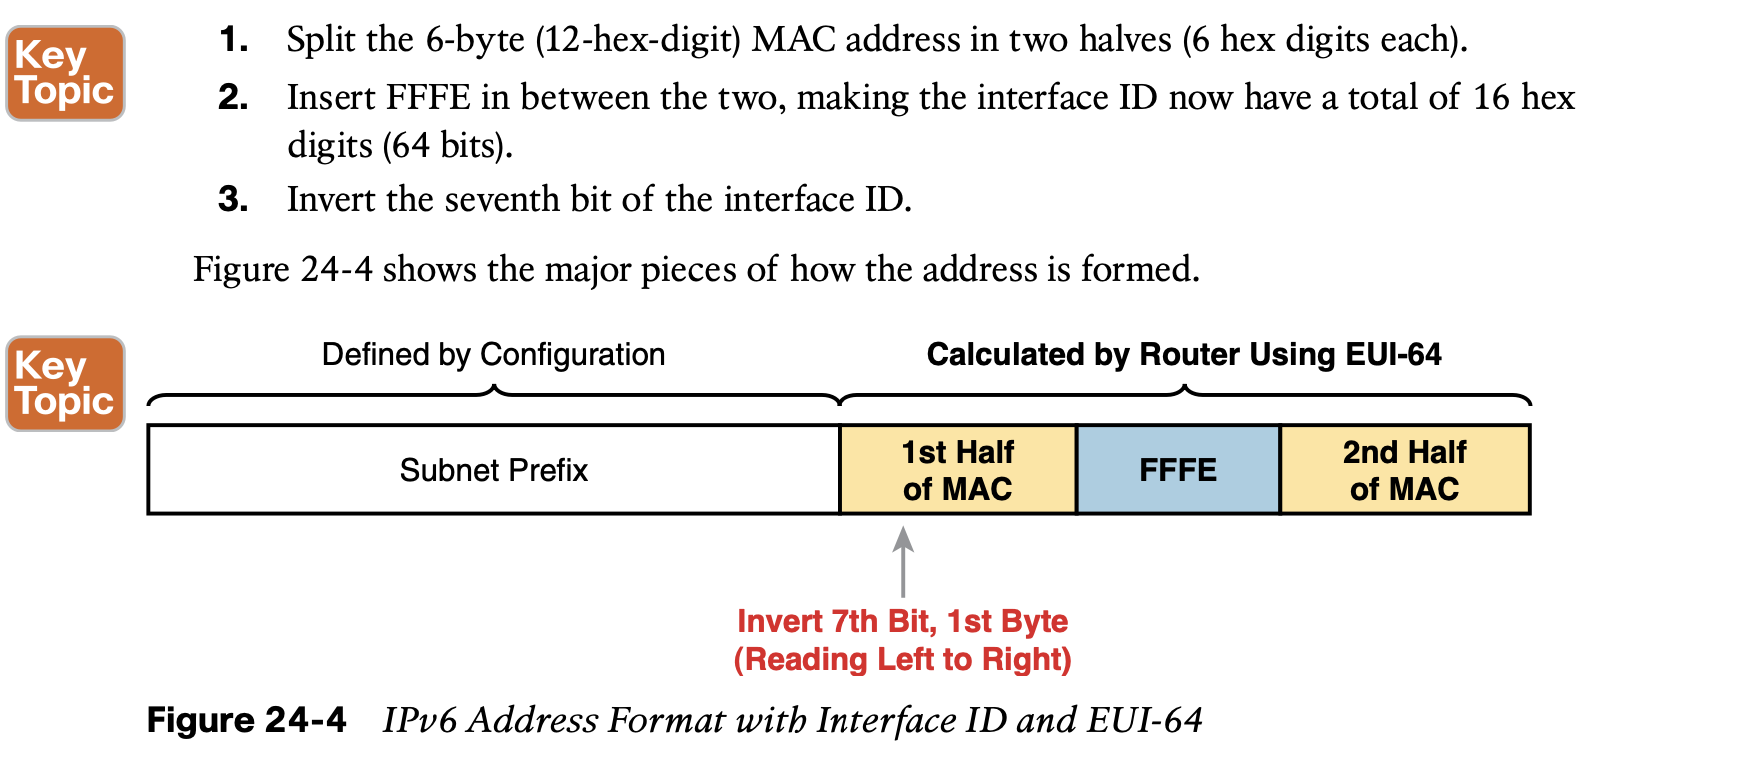 Key
Topic
1. Split the 6-byte (12-hex-digit) MAC address in two halves (6 hex digits each).
2. Insert FFFE in between the two, making the interface ID now have a total of 16 hex
digits (64 bits).
3. Invert the seventh bit of the interface ID.
Figure 24-4 shows the major pieces of how the address is formed.
Key
Topic
Defined by Configuration
Calculated by Router Using EUI-64
Subnet Prefix
1st Half
of MAC
FFFE
2nd Half
of MAC
Invert 7th Bit, 1st Byte
(Reading Left to Right)
Figure 24-4 IPv6 Address Format with Interface ID and EUI-64